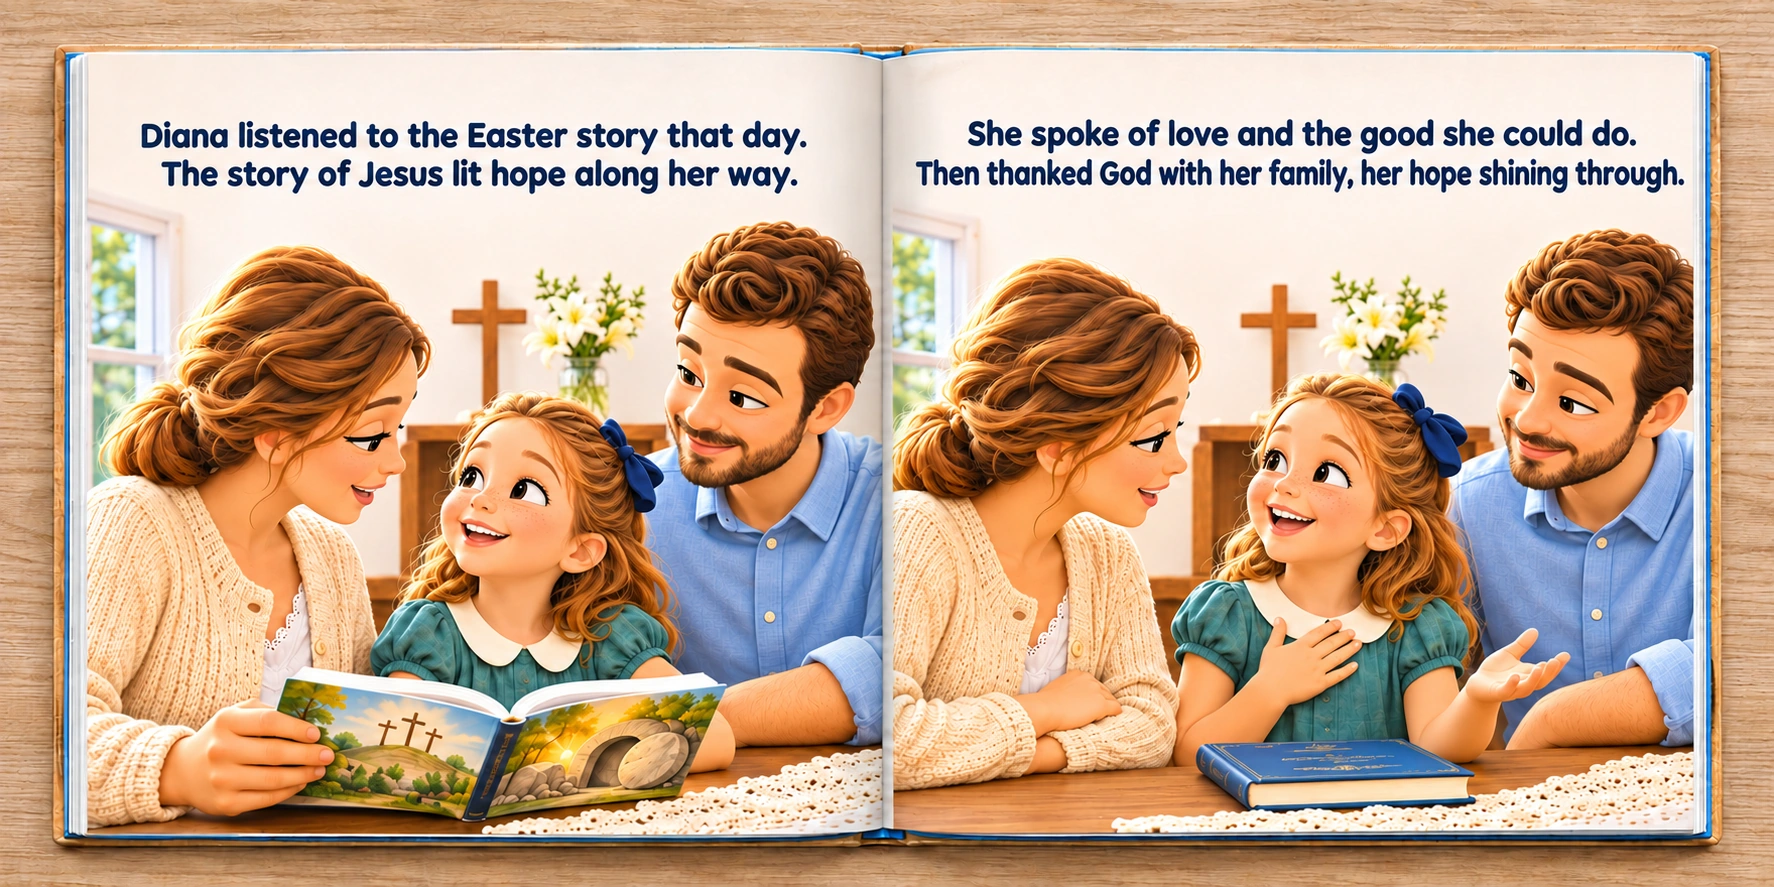 Diana listened to the Easter story that day.
The story of Jesus lit hope along her way.
She spoke of love and the good she could do.
Then thanked God with her family, her hope shining through.